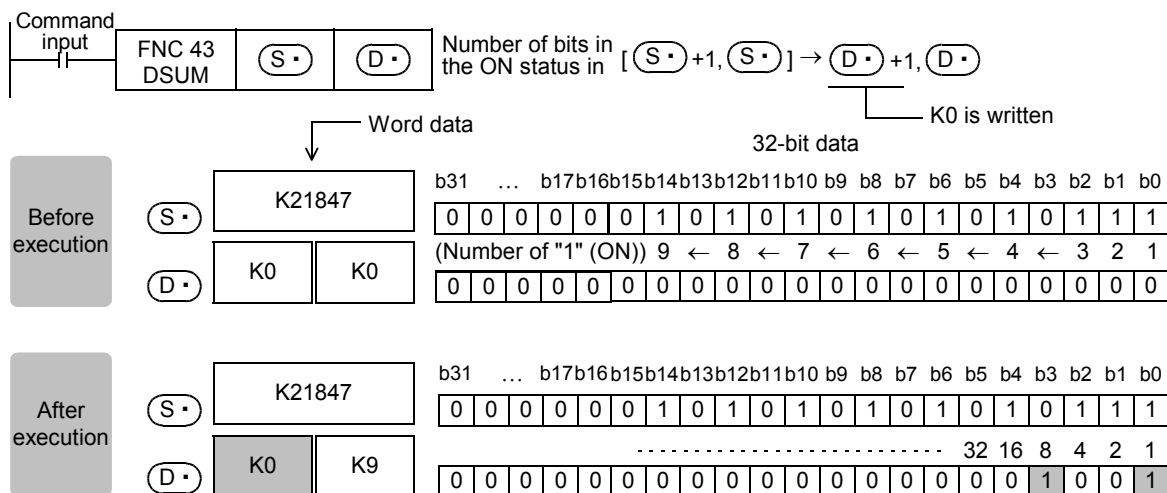 Command
input
FNC 43
DSUM
S・
D・
Number of bits in
the ON status in
[ S・ +1, S・ ] → D・ +1, D・
K0 is written
Word data
32-bit data
Before
execution
S・
K21847
b31 … b17 b16 b15 b14 b13 b12 b11 b10 b9 b8 b7 b6 b5 b4 b3 b2 b1 b0
0 0 0 0 0 0 1 0 1 0 1 0 1 0 1 0 1 0 1 1 1
(Number of "1" (ON)) 9 ← 8 ← 7 ← 6 ← 5 ← 4 ← 3 2 1
D・
K0 K0
0 0 0 0 0 0 0 0 0 0 0 0 0 0 0 0 0 0 0 0 0
After
execution
S・
K21847
b31 … b17 b16 b15 b14 b13 b12 b11 b10 b9 b8 b7 b6 b5 b4 b3 b2 b1 b0
0 0 0 0 0 0 1 0 1 0 1 0 1 0 1 0 1 0 1 1 1
32 16 8 4 2 1
D・
K0 K9
0 0 0 0 0 0 0 0 0 0 0 0 0 0 0 0 0 1 0 0 1